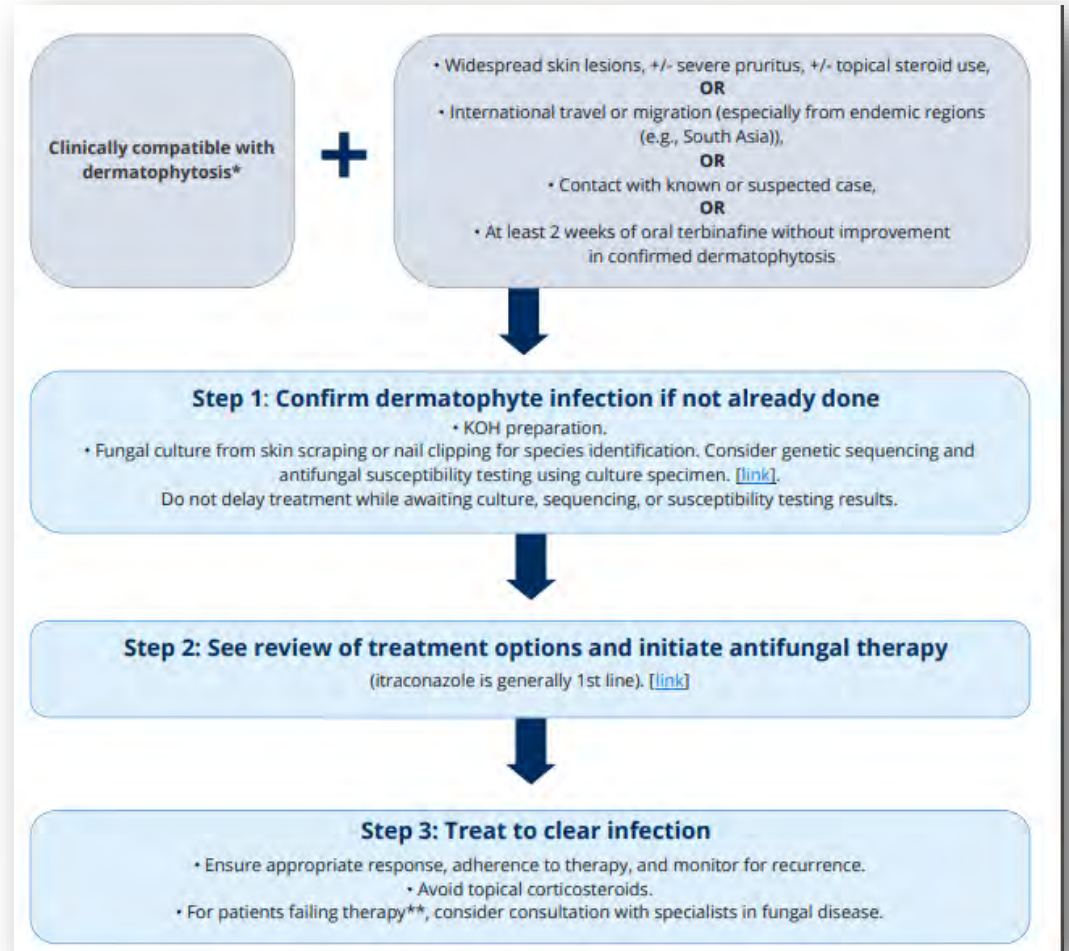 Clinically compatible with
dermatophytosis*
+
• Widespread skin lesions, +/- severe pruritus, +/- topical steroid use,
OR
• International travel or migration (especially from endemic regions
(e.g., South Asia)),
OR
• Contact with known or suspected case,
OR
• At least 2 weeks of oral terbinafine without improvement
in confirmed dermatophytosis
Step 1: Confirm dermatophyte infection if not already done
• KOH preparation.
• Fungal culture from skin scraping or nail clipping for species identification. Consider genetic sequencing and
antifungal susceptibility testing using culture specimen. [link].
Do not delay treatment while awaiting culture, sequencing, or susceptibility testing results.
Step 2: See review of treatment options and initiate antifungal therapy
(itraconazole is generally 1st line). [link]
Step 3: Treat to clear infection
• Ensure appropriate response, adherence to therapy, and monitor for recurrence.
• Avoid topical corticosteroids.
• For patients failing therapy**, consider consultation with specialists in fungal disease.